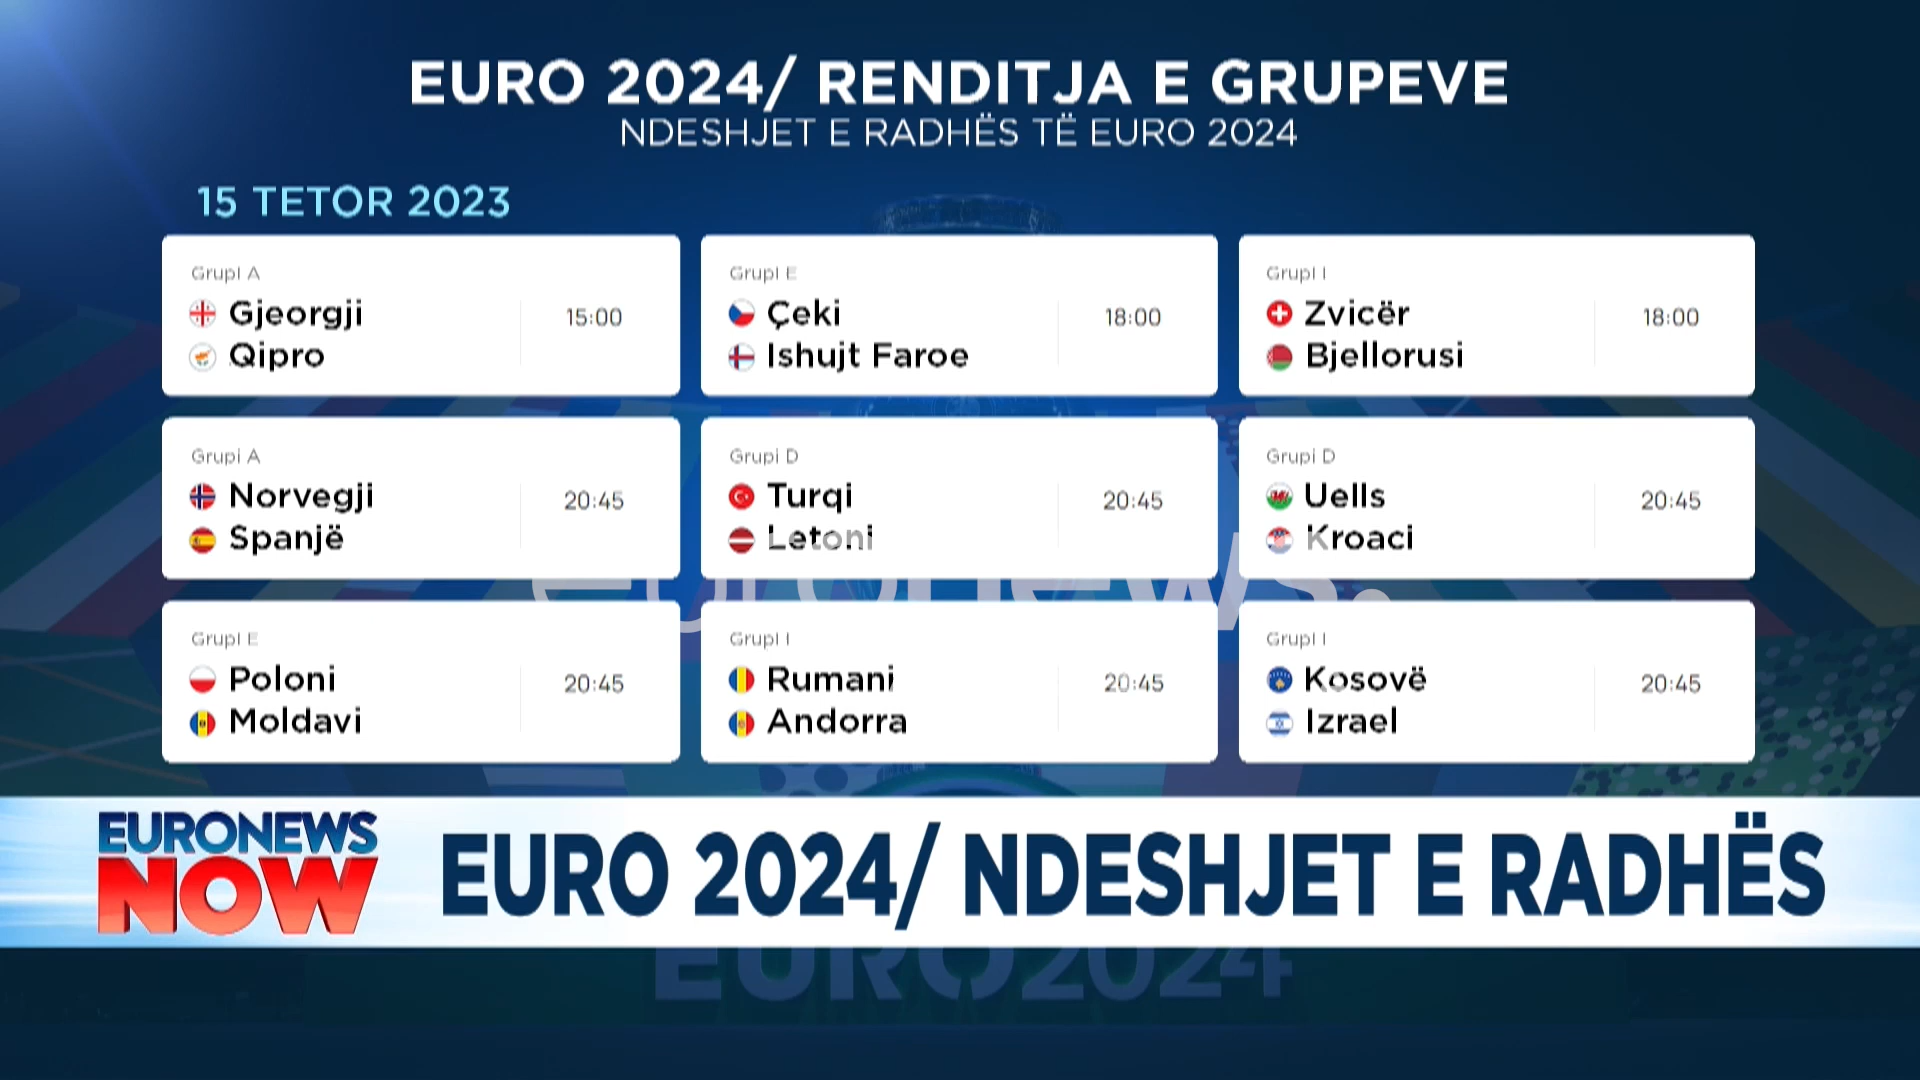 EURO 2024/ RENDITJA E GRUPEVE
NDESHJET E RADHËS TË EURO 2024
15 TETOR 2023
Grupi A
Gjeorgji
Qipro
15:00
Grupi E
Çeki
Ishujt Faroe
18:00
Grupi I
Zvicër
Bjellorusi
18:00
Grupi A
Norvegji
Spanjë
20:45
Grupi D
Turqi
Letoni
20:45
Grupi D
Uells
Kroaci
20:45
euronews.
Grupi E
Poloni
Moldavi
20:45
Grupi I
Rumani
Andorra
20:45
Grupi I
Kosovë
Izrael
20:45
EURONEWS
NOW
EURO 2024/ NDESHJET E RADHËS
EURO2024